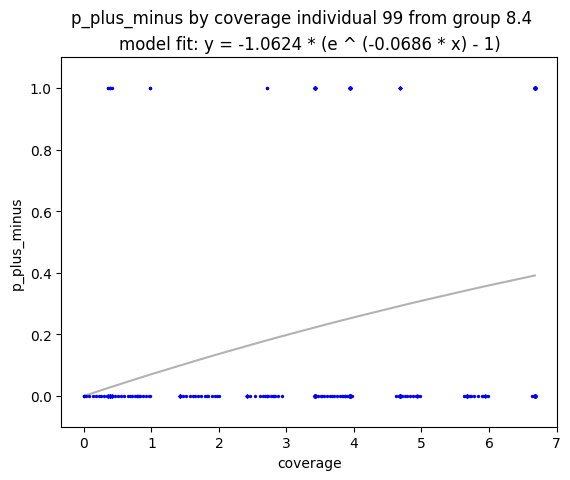 p_plus_minus by coverage individual 99 from group 8.4
model fit: y = -1.0624 * (e ^ (-0.0686 * x) - 1)
1.0
0.8
0.6
0.4
0.2
0.0
p_plus_minus
0 1 2 3 4 5 6 7
coverage